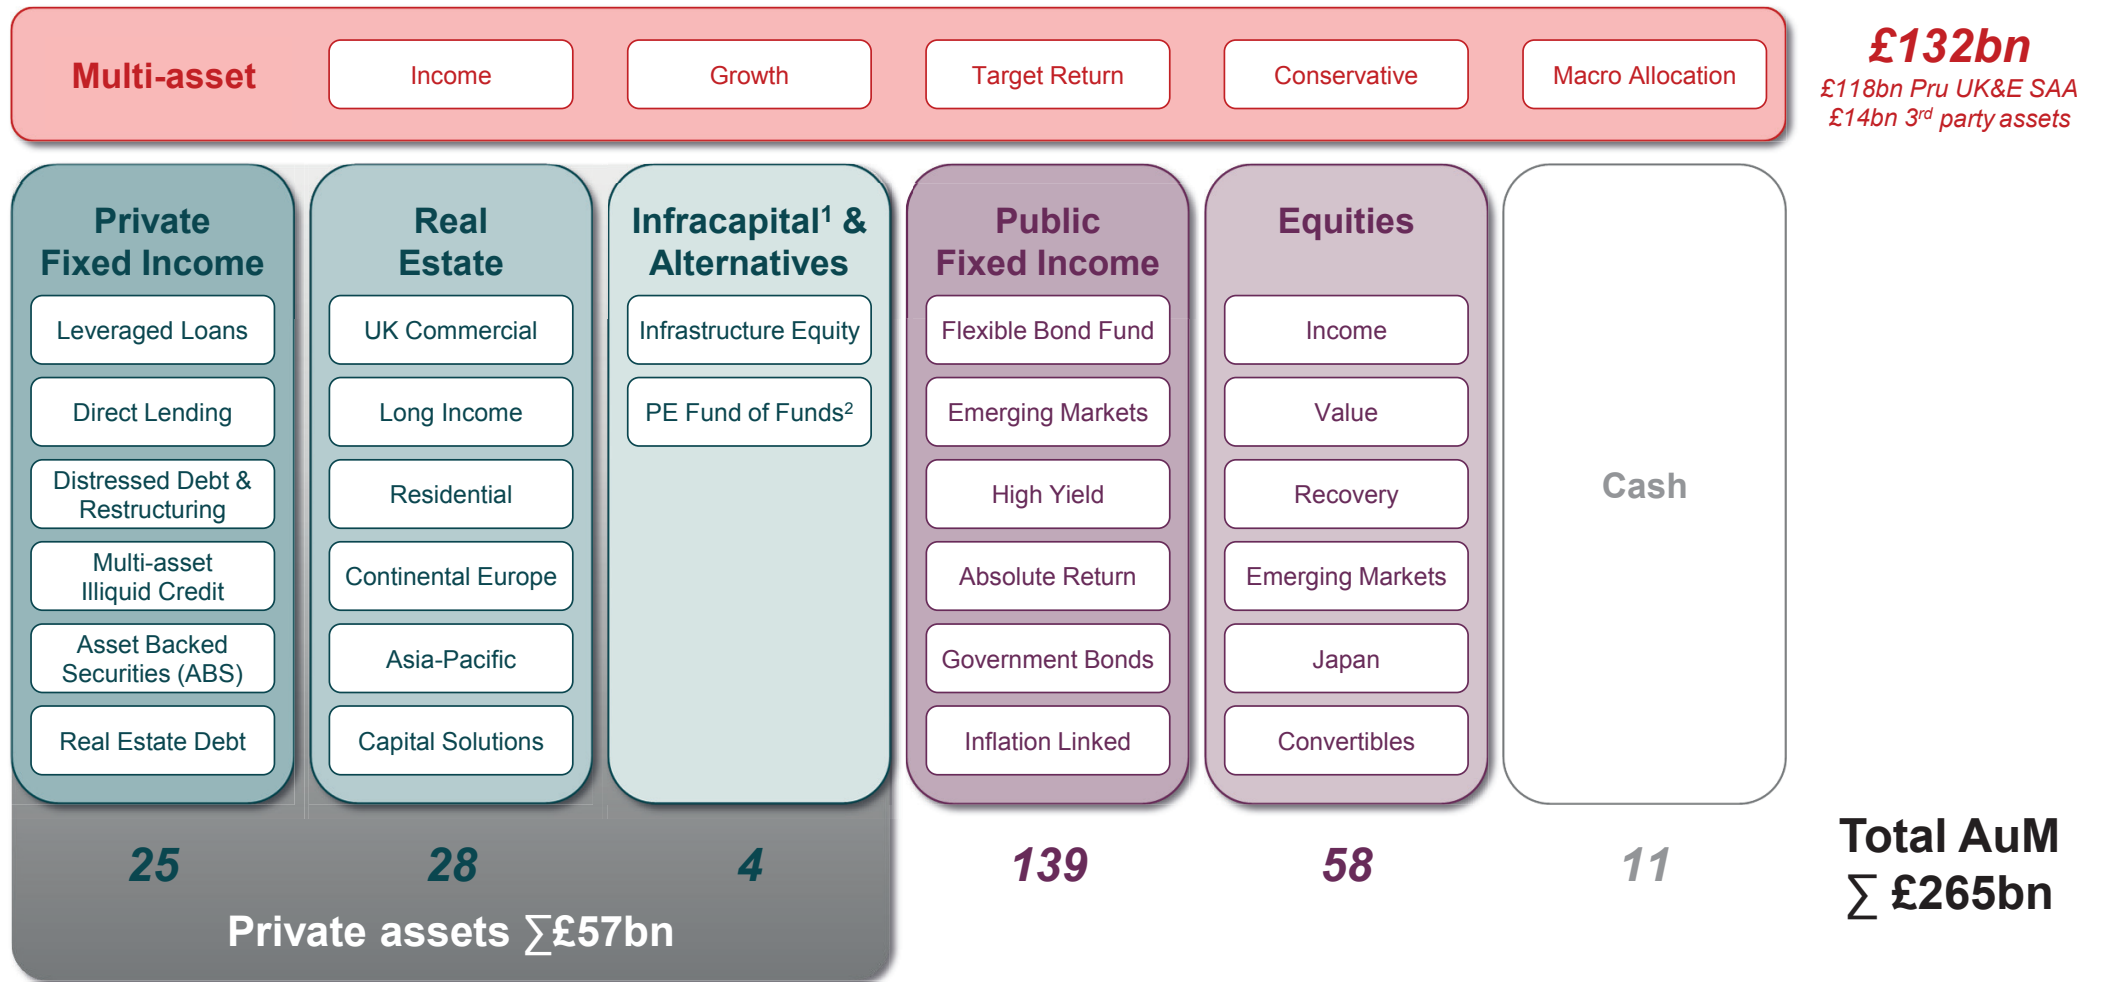 Multi-asset
Income
Growth
Target Return
Conservative
Macro Allocation
£132bn
£118bn Pru UK&E SAA
£14bn 3rd party assets
Private
Fixed Income
Leveraged Loans
Direct Lending
Distressed Debt &
Restructuring
Multi-asset
Illiquid Credit
Asset Backed
Securities (ABS)
Real Estate Debt
25
Real
Estate
UK Commercial
Long Income
Residential
Continental Europe
Asia-Pacific
Capital Solutions
28
Infracapital1 &
Alternatives
Infrastructure Equity
PE Fund of Funds2
4
Private assets ∑£57bn
Public
Fixed Income
Flexible Bond Fund
Emerging Markets
High Yield
Absolute Return
Government Bonds
Inflation Linked
139
Equities
Income
Value
Recovery
Emerging Markets
Japan
Convertibles
58
Cash
11
Total AuM
∑ £265bn